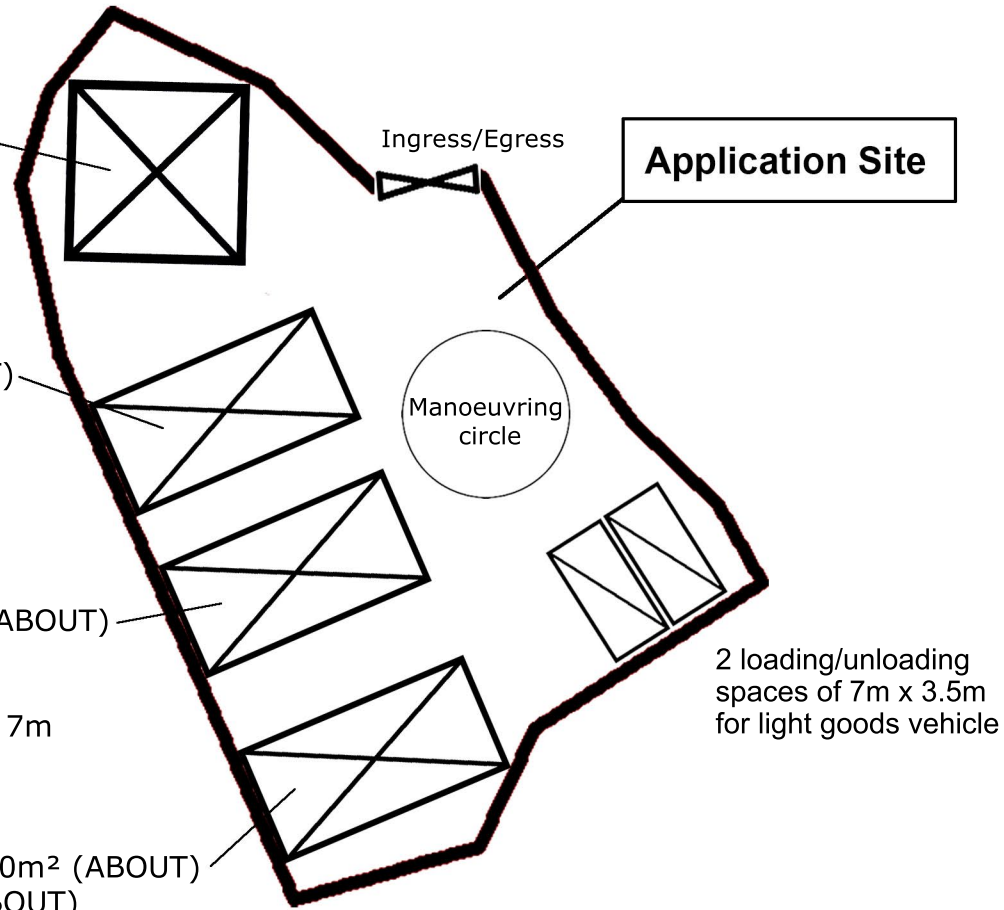 Ingress/Egress
Application Site
Manoeuvring
circle
ABOUT)
2 loading/unloading
spaces of 7m x 3.5m
for light goods vehicle
7m
0m² (ABOUT)